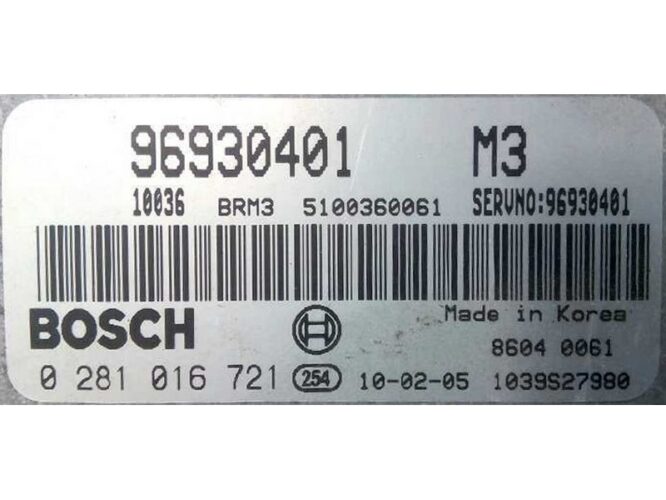 96930401 M3
10036 BRM3 5100360061 SERVNO:96930401
BOSCH Made in Korea
8604 0061
0 281 016 721 254 10-02-05 1039S27980